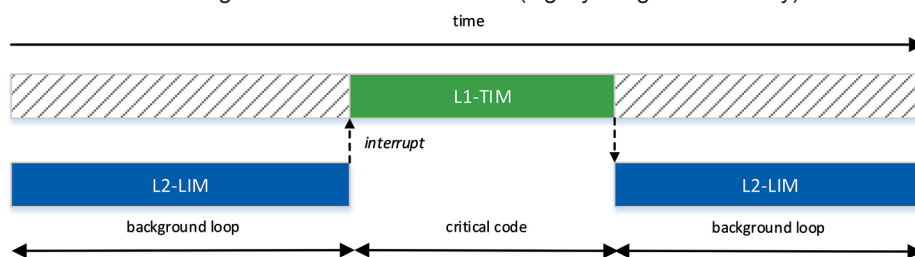 time
L1-TIM
interrupt
L2-LIM L2-LIM
background loop critical code background loop